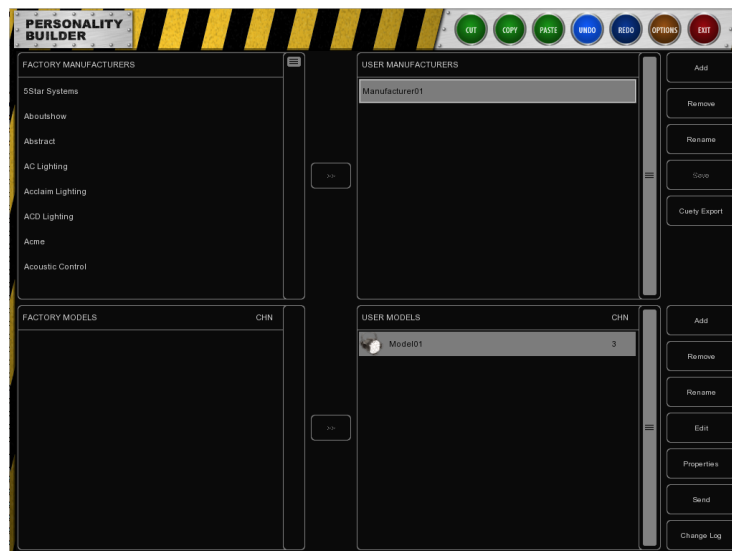 PERSONALITY
BUILDER
CUT
COPY
PASTE
UNDO
REDO
OPTIONS
EXIT
FACTORY MANUFACTURERS
5Star Systems
Aboutshow
Abstract
AC Lighting
Acclaim Lighting
ACD Lighting
Acme
Acoustic Control
>>
USER MANUFACTURERS
Manufacturer01
Add
Remove
Rename
Save
Cuety Export
FACTORY MODELS CHN
>>
USER MODELS CHN
Model01 3
Add
Remove
Rename
Edit
Properties
Send
Change Log